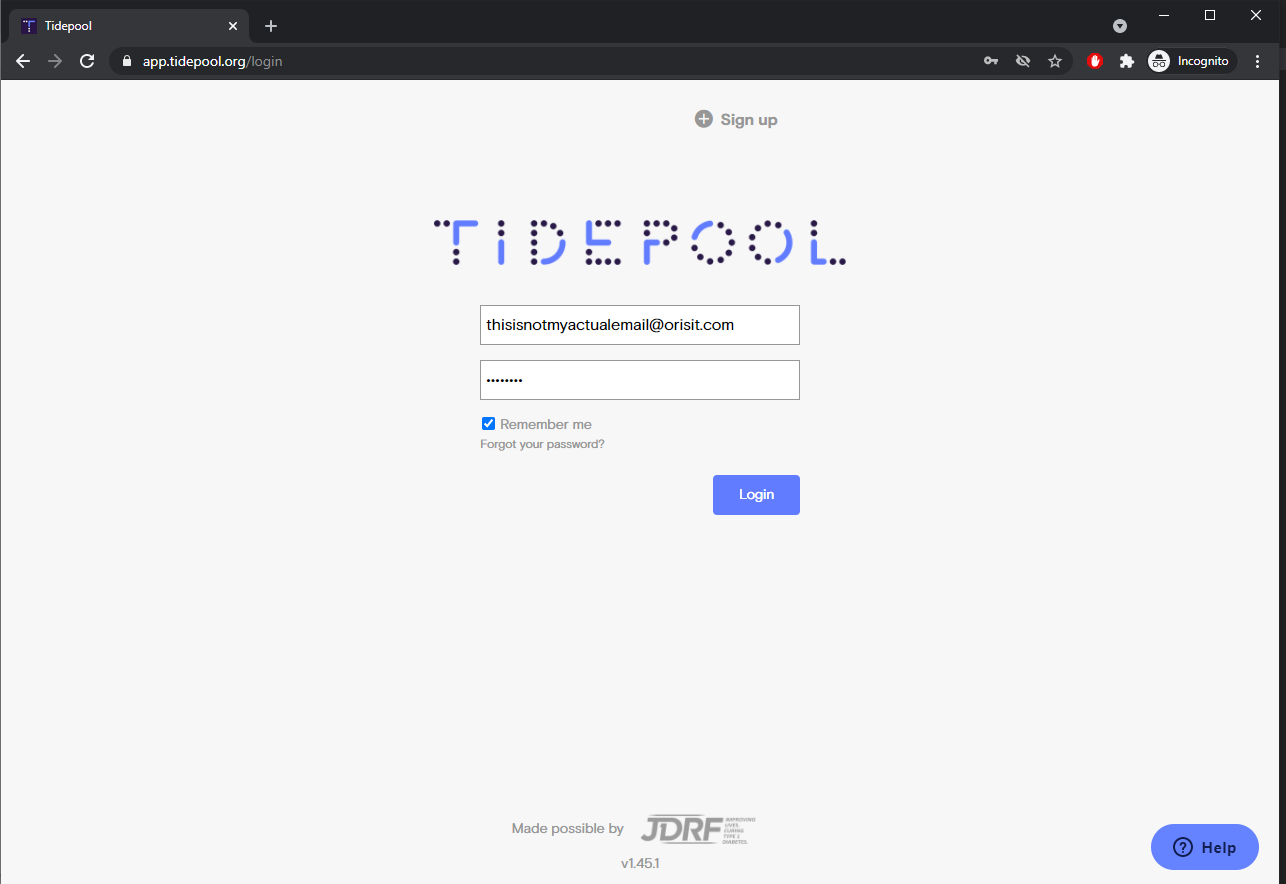 Tidepool
app.tidepool.org/login
Incognito
Sign up
TIDEPOOL
thisisnotmyactualemail@orisit.com
••••••••
Remember me
Forgot your password?
Login
Made possible by
JDRF
IMPROVING
LIVES.
CURING
TYPE 1
DIABETES.
v1.45.1
Help